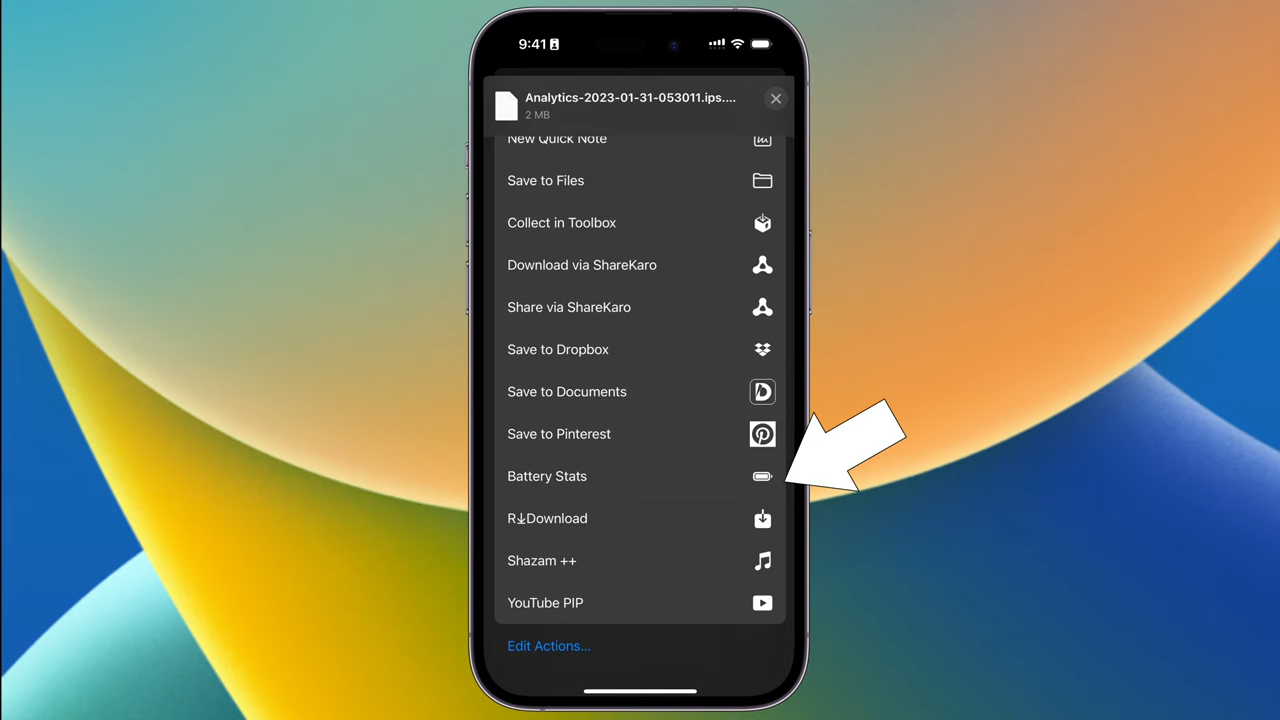 9:41
Analytics-2023-01-31-053011.ips....
2 MB
New Quick Note
Save to Files
Collect in Toolbox
Download via ShareKaro
Share via ShareKaro
Save to Dropbox
Save to Documents
Save to Pinterest
Battery Stats
R↓Download
Shazam ++
YouTube PIP
Edit Actions...